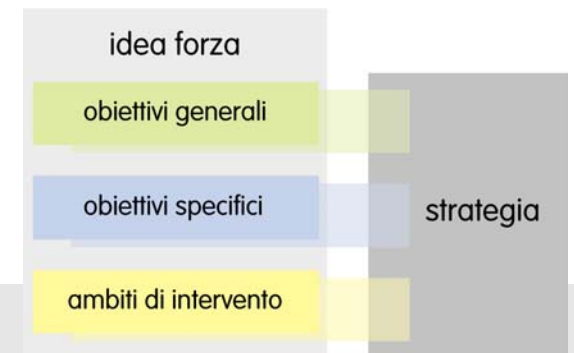 idea forza
obiettivi generali
obiettivi specifici
strategia
ambiti di intervento